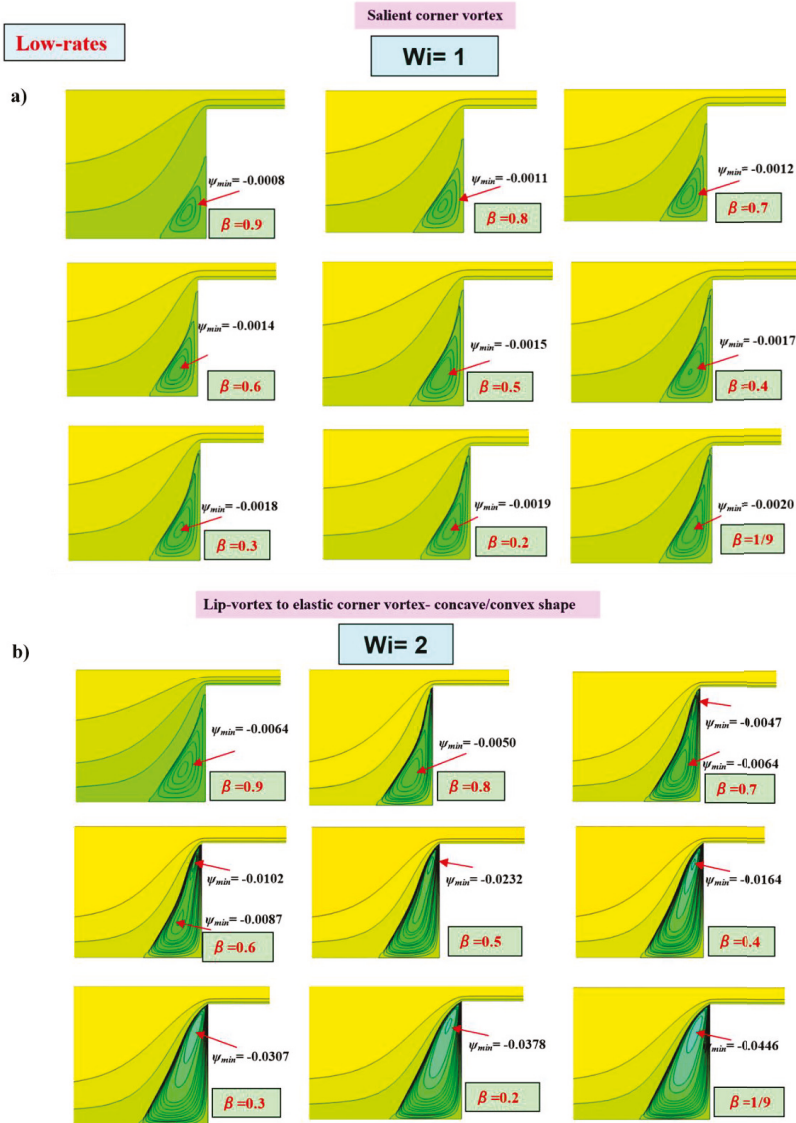 Salient corner vortex
Low-rates
Wi= 1
a)
ψmin= -0.0008
β=0.9
ψmin= -0.0011
β=0.8
ψmin= -0.0012
β=0.7
ψmin= -0.0014
β=0.6
ψmin= -0.0015
β=0.5
ψmin= -0.0017
β=0.4
ψmin= -0.0018
β=0.3
ψmin= -0.0019
β=0.2
ψmin= -0.0020
β=1/9
Lip-vortex to elastic corner vortex- concave/convex shape
Wi= 2
b)
ψmin= -0.0064
β=0.9
ψmin= -0.0050
β=0.8
ψmin= -0.0047
ψmin= -0.0064
β=0.7
ψmin= -0.0102
ψmin= -0.0087
β=0.6
ψmin= -0.0232
β=0.5
ψmin= -0.0164
β=0.4
ψmin= -0.0307
β=0.3
ψmin= -0.0378
β=0.2
ψmin= -0.0446
β=1/9